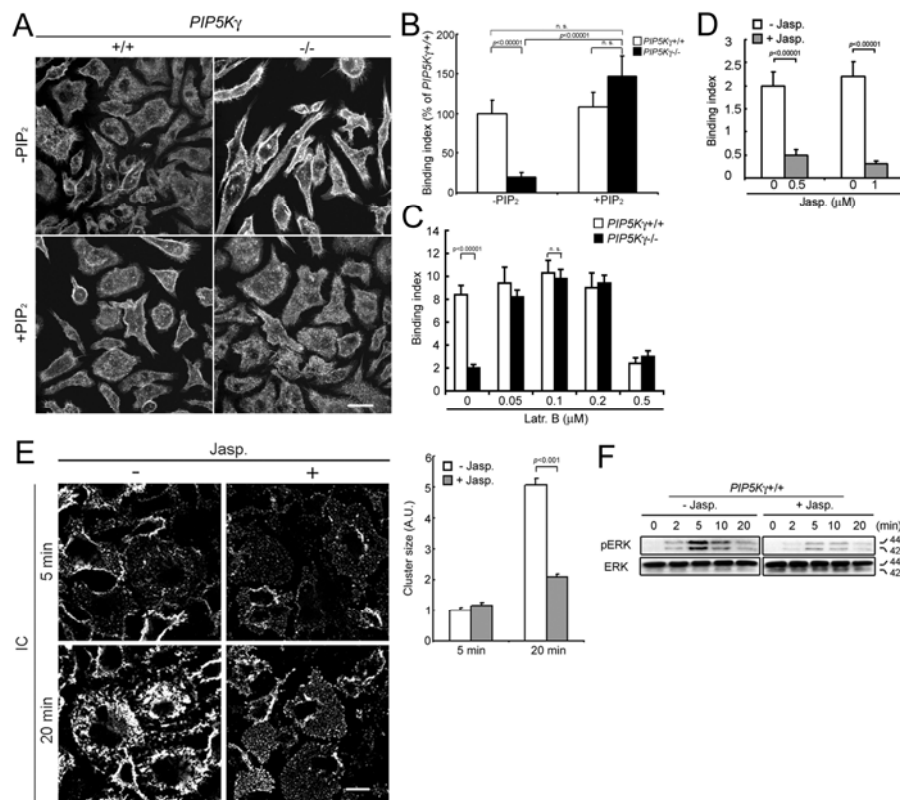 A
PIP5Kγ
+/+
-/-
-PIP₂
+PIP₂
B
n. s.
p<0.00001
p<0.00001
n. s.
PIP5Kγ+/+
PIP5Kγ-/-
Binding index (% of PIP5Kγ+/+)
200
150
100
50
0
-PIP₂
+PIP₂
C
PIP5Kγ+/+
PIP5Kγ-/-
p<0.00001
n. s.
Binding index
12
10
8
6
4
2
0
0 0.05 0.1 0.2 0.5
Latr. B (μM)
D
- Jasp.
+ Jasp.
p<0.00001
p<0.00001
Binding index
3
2.5
2
1.5
1
0.5
0
0 0.5 0 1
Jasp. (μM)
E
Jasp.
- +
IC
5 min
20 min
- Jasp.
+ Jasp.
p<0.001
Cluster size (A.U.)
6
5
4
3
2
1
0
5 min 20 min
F
PIP5Kγ+/+
- Jasp. + Jasp.
0 2 5 10 20 0 2 5 10 20 (min)
pERK 44
42
ERK 44
42